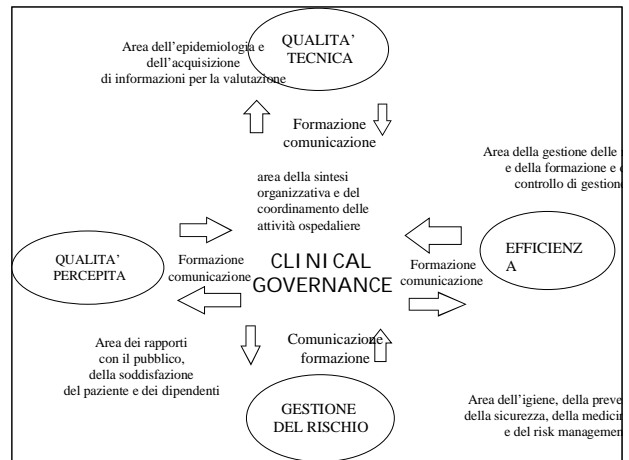 QUALITA'
TECNICA
Area dell'epidemiologia e
dell'acquisizione
di informazioni per la valutazione
Formazione
comunicazione
Area della gestione delle
e della formazione e
controllo di gestione
area della sintesi
organizzativa e del
coordinamento delle
attività ospedaliere
QUALITA'
PERCEPITA
Formazione
comunicazione
CLINICAL
GOVERNANCE
Formazione
comunicazione
EFFICIENZ
A
Area dei rapporti
con il pubblico,
della soddisfazione
del paziente e dei dipendenti
Comunicazione
formazione
GESTIONE
DEL RISCHIO
Area dell'igiene, della
della sicurezza, della
e del risk management